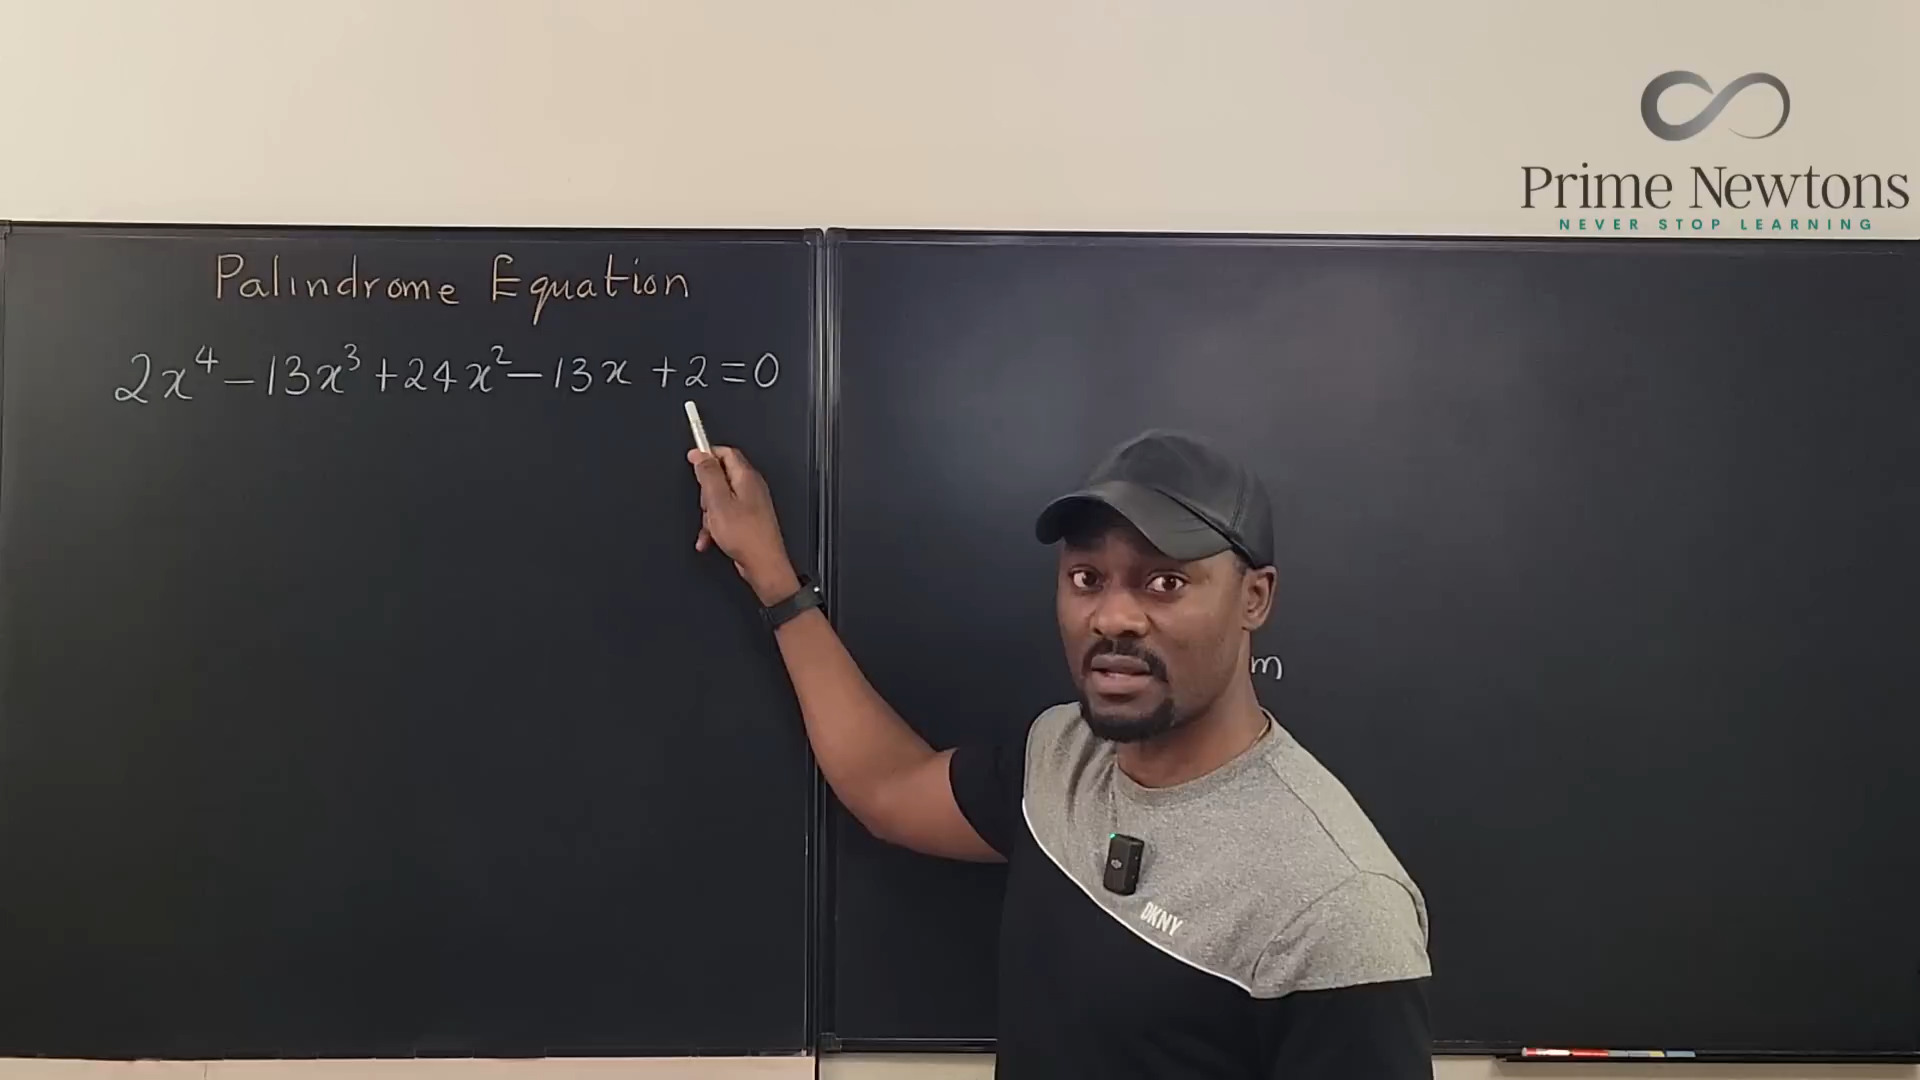 Prime Newtons
NEVER STOP LEARNING
Palindrome Equation
2x⁴ - 13x³ + 24x² - 13x + 2 = 0
m
DKNY